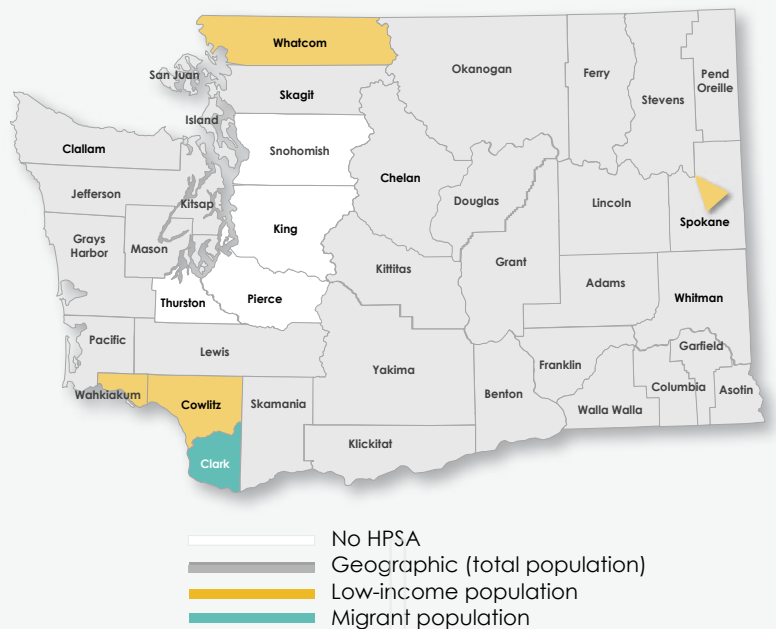 Whatcom
San Juan
Okanogan
Ferry
Stevens
Pend
Oreille
Skagit
Island
Clallam
Snohomish
Chelan
Jefferson
Kitsap
Douglas
Lincoln
Spokane
King
Grays
Harbor
Mason
Kittitas
Grant
Adams
Whitman
Thurston
Pierce
Pacific
Lewis
Yakima
Garfield
Franklin
Benton
Columbia
Asotin
Wahkiakum
Cowlitz
Skamania
Walla Walla
Klickitat
Clark
No HPSA
Geographic (total population)
Low-income population
Migrant population